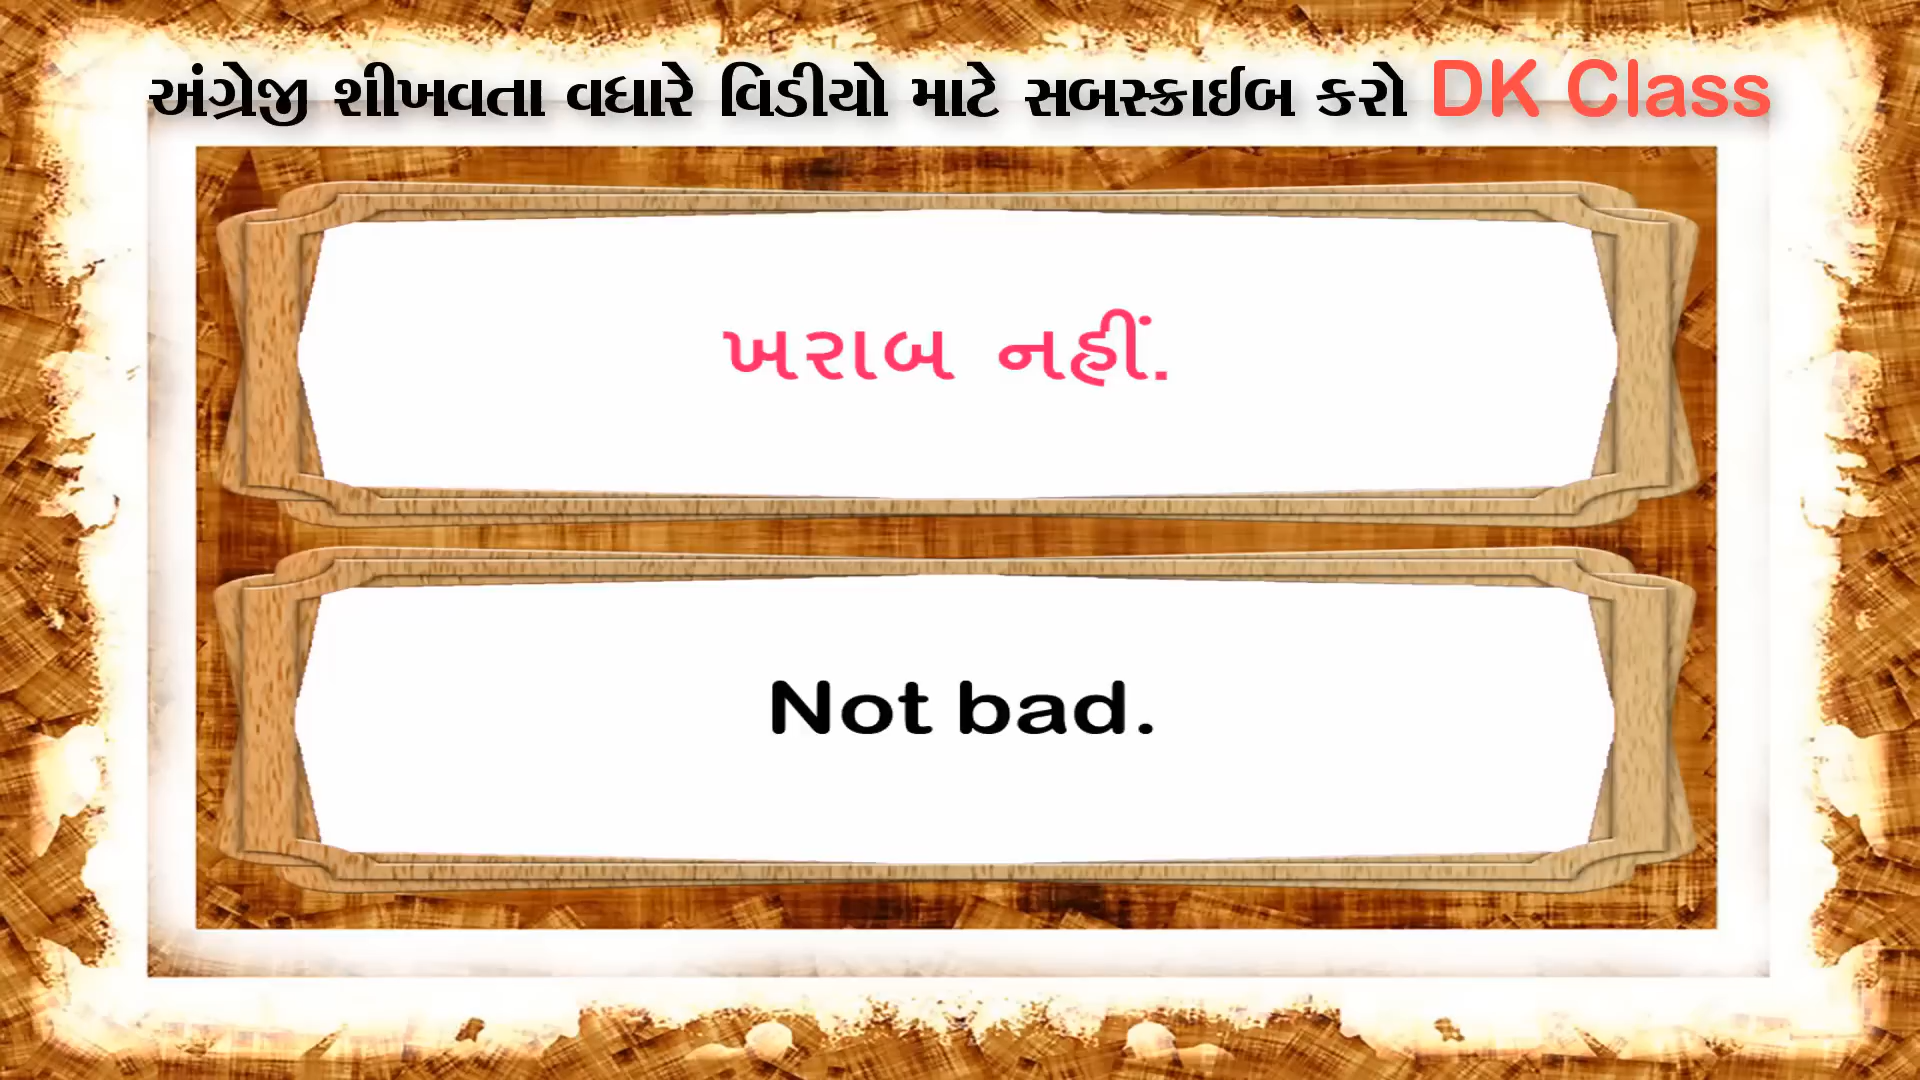 અંગ્રેજી શીખવતા વધારે વિડીયો માટે સબસ્ક્રાઈબ કરો DK Class
ખરાબ નહીં.
Not bad.